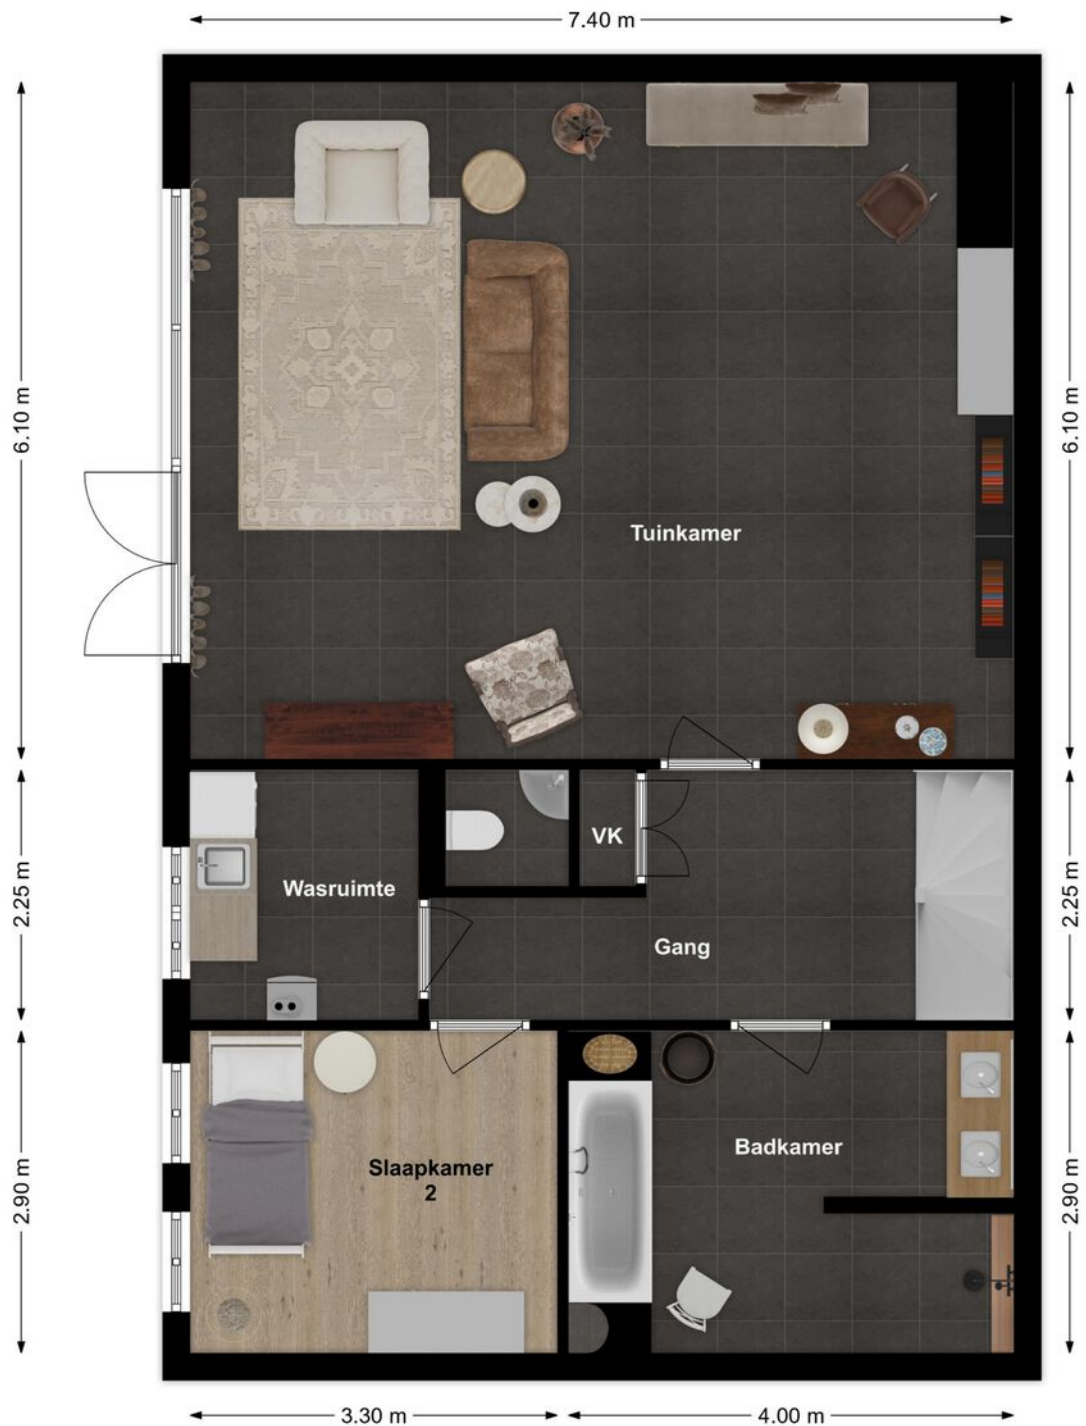 7.40 m
6.10 m
6.10 m
Tuinkamer
VK
Wasruimte
2.25 m
2.25 m
Gang
Badkamer
Slaapkamer
2
2.90 m
2.90 m
3.30 m
4.00 m